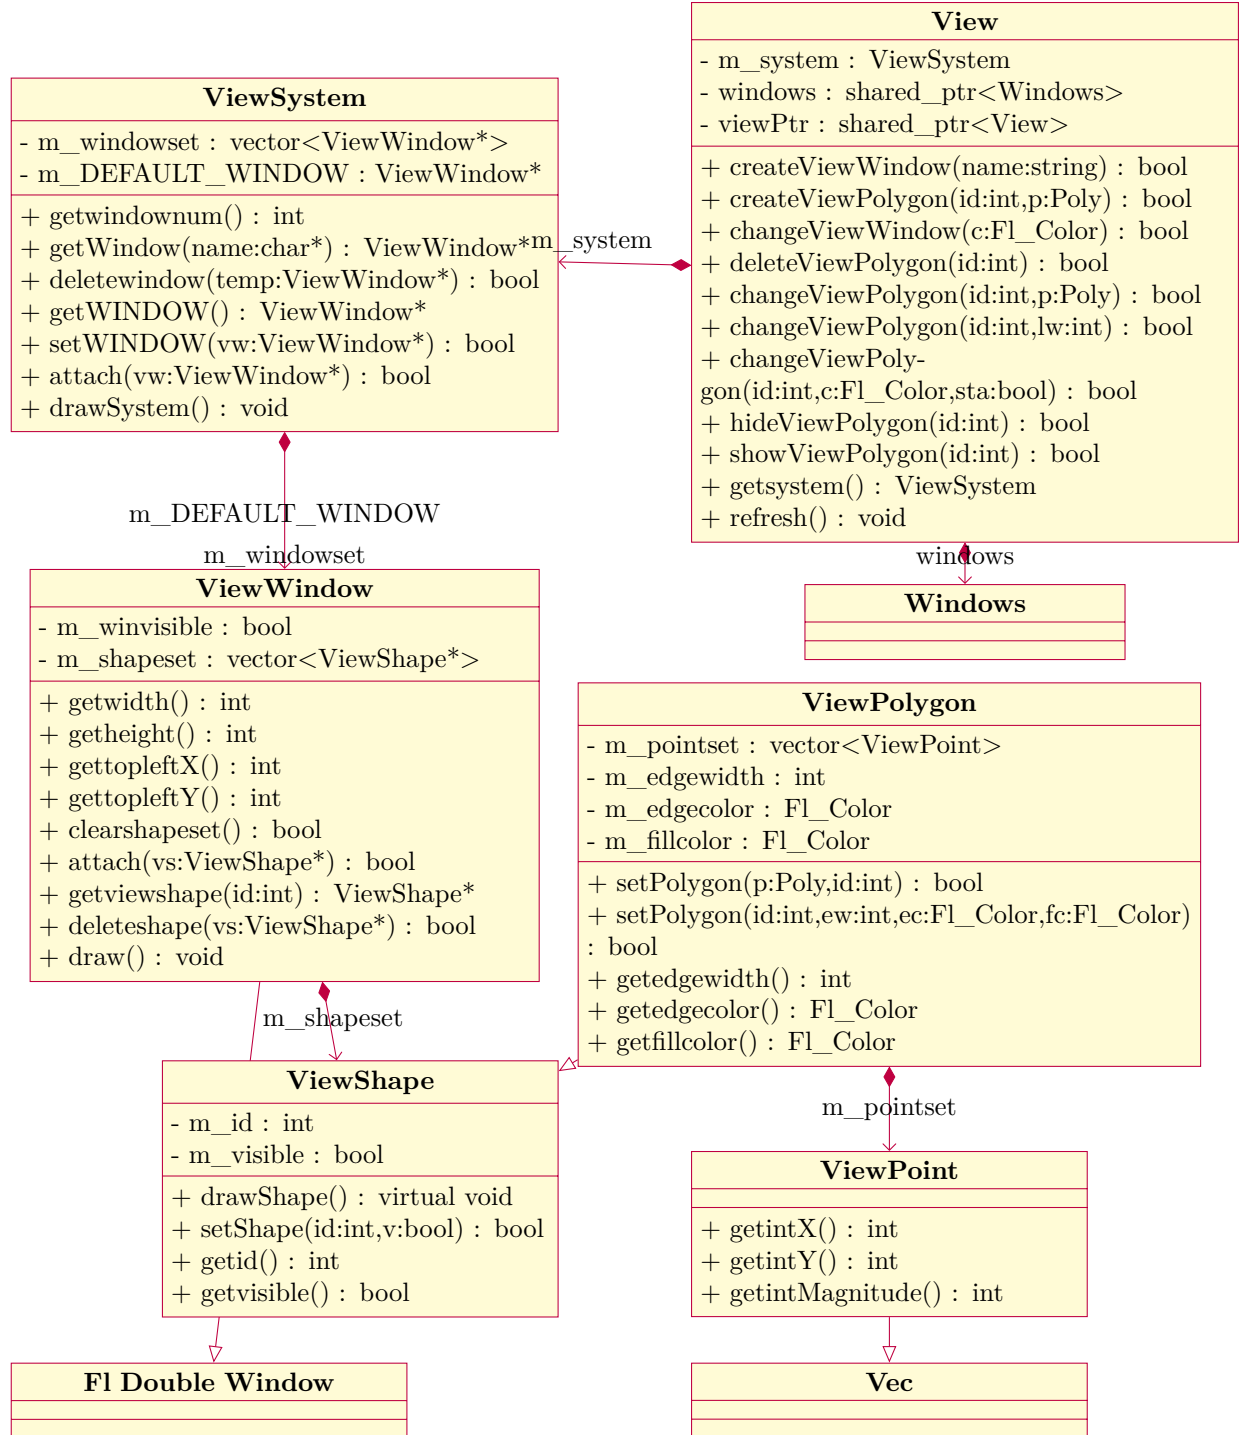 View
- m_system : ViewSystem
- windows : shared_ptr<Windows>
- viewPtr : shared_ptr<View>
+ createViewWindow(name:string) : bool
+ createViewPolygon(id:int,p:Poly) : bool
+ changeViewWindow(c:Fl_Color) : bool
+ deleteViewPolygon(id:int) : bool
+ changeViewPolygon(id:int,p:Poly) : bool
+ changeViewPolygon(id:int,lw:int) : bool
+ changeViewPoly-
gon(id:int,c:Fl_Color,sta:bool) : bool
+ hideViewPolygon(id:int) : bool
+ showViewPolygon(id:int) : bool
+ getsystem() : ViewSystem
+ refresh() : void
ViewSystem
- m_windowset : vector<ViewWindow*>
- m_DEFAULT_WINDOW : ViewWindow*
+ getwindownum() : int
+ getWindow(name:char*) : ViewWindow*
+ deletewindow(temp:ViewWindow*) : bool
+ getWINDOW() : ViewWindow*
+ setWINDOW(vw:ViewWindow*) : bool
+ attach(vw:ViewWindow*) : bool
+ drawSystem() : void
m_system
m_DEFAULT_WINDOW
m_windowset
windows
Windows
ViewWindow
- m_winvisible : bool
- m_shapeset : vector<ViewShape*>
+ getwidth() : int
+ getheight() : int
+ gettopleftX() : int
+ gettopleftY() : int
+ clearshapeset() : bool
+ attach(vs:ViewShape*) : bool
+ getviewshape(id:int) : ViewShape*
+ deleteshape(vs:ViewShape*) : bool
+ draw() : void
ViewPolygon
- m_pointset : vector<ViewPoint>
- m_edgewidth : int
- m_edgecolor : Fl_Color
- m_fillcolor : Fl_Color
+ setPolygon(p:Poly,id:int) : bool
+ setPolygon(id:int,ew:int,ec:Fl_Color,fc:Fl_Color)
: bool
+ getedgewidth() : int
+ getedgecolor() : Fl_Color
+ getfillcolor() : Fl_Color
m_shapeset
m_pointset
ViewShape
- m_id : int
- m_visible : bool
+ drawShape() : virtual void
+ setShape(id:int,v:bool) : bool
+ getid() : int
+ getvisible() : bool
ViewPoint
+ getintX() : int
+ getintY() : int
+ getintMagnitude() : int
Fl Double Window
Vec